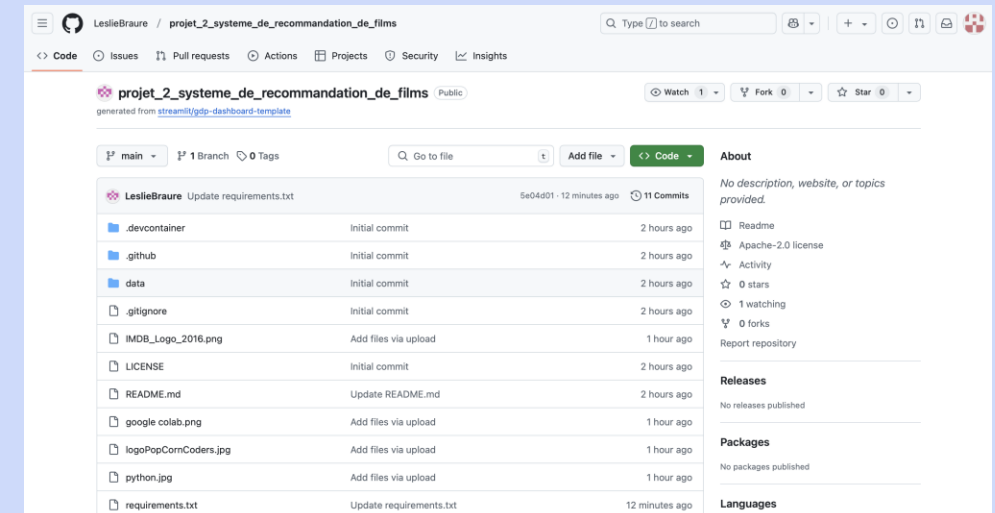 LeslieBraure / projet_2_systeme_de_recommandation_de_films
Type / to search
Code Issues Pull requests Actions Projects Security Insights
projet_2_systeme_de_recommandation_de_films Public
Watch 1 Fork 0 Star 0
generated from streamlit/gdp-dashboard-template
main 1 Branch 0 Tags Go to file t Add file Code
LeslieBraure Update requirements.txt 5e04d01 · 12 minutes ago 11 Commits
.devcontainer Initial commit 2 hours ago
.github Initial commit 2 hours ago
data Initial commit 2 hours ago
.gitignore Initial commit 2 hours ago
IMDB_Logo_2016.png Add files via upload 1 hour ago
LICENSE Initial commit 2 hours ago
README.md Update README.md 2 hours ago
google colab.png Add files via upload 1 hour ago
logoPopCornCoders.jpg Add files via upload 1 hour ago
python.jpg Add files via upload 1 hour ago
requirements.txt Update requirements.txt 12 minutes ago
About
No description, website, or topics
provided.
Readme
Apache-2.0 license
Activity
0 stars
1 watching
0 forks
Report repository
Releases
No releases published
Packages
No packages published
Languages